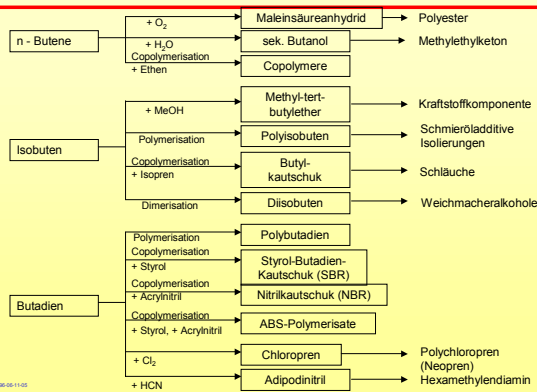 + O2
Maleinsäureanhydrid
Polyester
n - Butene
+ H2O
sek. Butanol
Methylethylketon
Copolymerisation
+ Ethen
Copolymere
Isobuten
+ MeOH
Methyl-tert-
butylether
Kraftstoffkomponente
Polymerisation
Polyisobuten
Schmieröladditive
Isolierungen
Copolymerisation
+ Isopren
Butyl-
kautschuk
Schläuche
Dimerisation
Diisobuten
Weichmacheralkohole
Butadien
Polymerisation
Polybutadien
Copolymerisation
+ Styrol
Styrol-Butadien-
Kautschuk (SBR)
Copolymerisation
+ Acrylnitril
Nitrilkautschuk (NBR)
Copolymerisation
+ Styrol, + Acrylnitril
ABS-Polymerisate
+ Cl2
Chloropren
Polychloropren
(Neopren)
+ HCN
Adipodinitril
Hexamethylendiamin